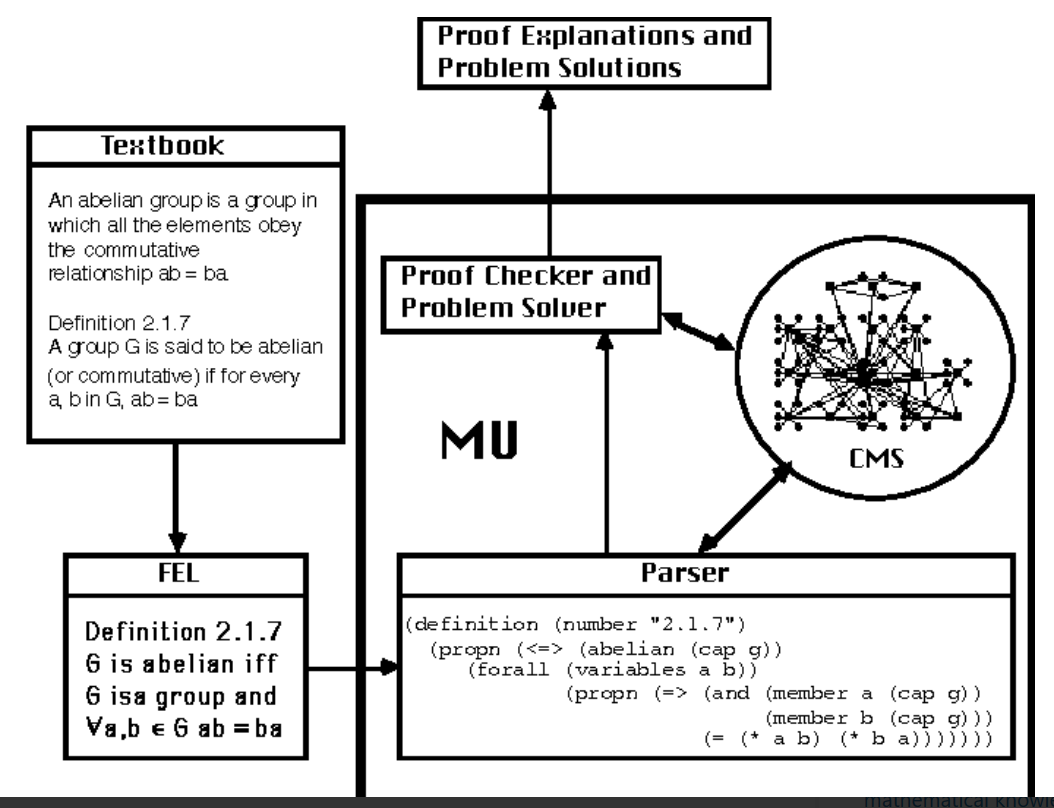 Proof Explanations and
Problem Solutions
Textbook
An abelian group is a group in
which all the elements obey
the commutative
relationship ab = ba
Definition 2.1.7
A group G is said to be abelian
(or commutative) if for every
a, b in G, ab = ba
Proof Checker and
Problem Solver
MU
CMS
FEL
Definition 2.1.7
G is abelian iff
G isa group and
∀a,b ∈ G ab = ba
Parser
(definition (number "2.1.7")
(propn (<=> (abelian (cap g))
(forall (variables a b))
(propn (=> (and (member a (cap g))
(member b (cap g)))
(= (* a b) (* b a)))))))
mathematical